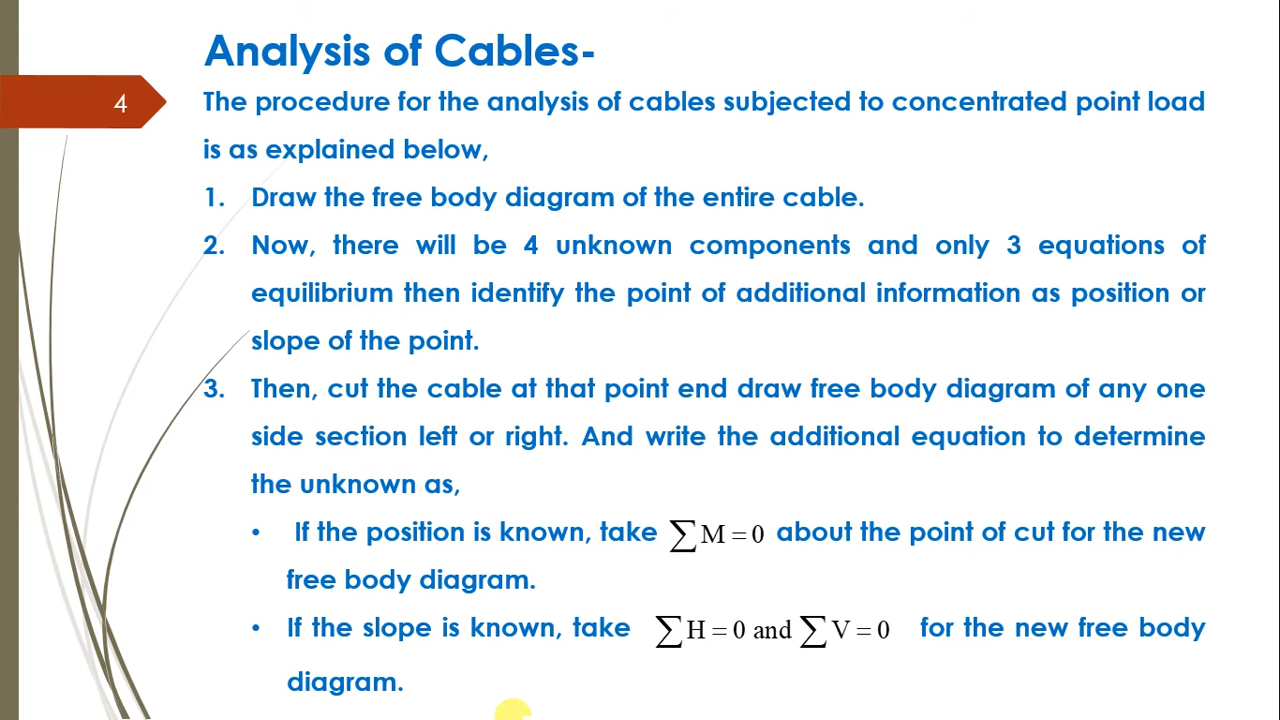 Analysis of Cables-
4
The procedure for the analysis of cables subjected to concentrated point load
is as explained below,
1. Draw the free body diagram of the entire cable.
2. Now, there will be 4 unknown components and only 3 equations of
equilibrium then identify the point of additional information as position or
slope of the point.
3. Then, cut the cable at that point end draw free body diagram of any one
side section left or right. And write the additional equation to determine
the unknown as,
• If the position is known, take ∑M = 0 about the point of cut for the new
free body diagram.
• If the slope is known, take ∑H = 0 and ∑V = 0 for the new free body
diagram.